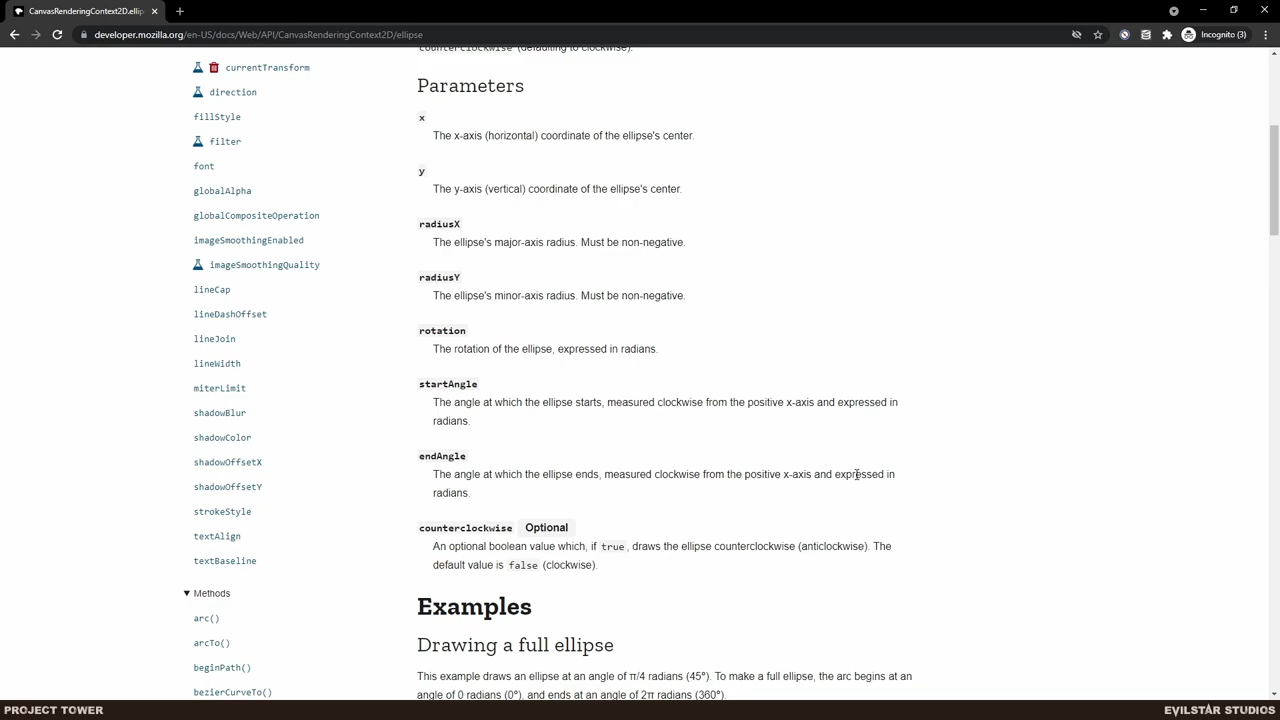 CanvasRenderingContext2D.ellip
Incognito (3)
developer.mozilla.org/en-US/docs/Web/API/CanvasRenderingContext2D/ellipse
currentTransform
direction
fillStyle
filter
font
globalAlpha
globalCompositeOperation
imageSmoothingEnabled
imageSmoothingQuality
lineCap
lineDashOffset
lineJoin
lineWidth
miterLimit
shadowBlur
shadowColor
shadowOffsetX
shadowOffsetY
strokeStyle
textAlign
textBaseline
Methods
arc()
arcTo()
beginPath()
bezierCurveTo()
counterclockwise (defaulting to clockwise).
Parameters
x
The x-axis (horizontal) coordinate of the ellipse's center.
y
The y-axis (vertical) coordinate of the ellipse's center.
radiusX
The ellipse's major-axis radius. Must be non-negative.
radiusY
The ellipse's minor-axis radius. Must be non-negative.
rotation
The rotation of the ellipse, expressed in radians.
startAngle
The angle at which the ellipse starts, measured clockwise from the positive x-axis and expressed in
radians.
endAngle
The angle at which the ellipse ends, measured clockwise from the positive x-axis and expressed in
radians.
counterclockwise Optional
An optional boolean value which, if true, draws the ellipse counterclockwise (anticlockwise). The
default value is false (clockwise).
Examples
Drawing a full ellipse
This example draws an ellipse at an angle of π/4 radians (45°). To make a full ellipse, the arc begins at an
angle of 0 radians (0°), and ends at an angle of 2π radians (360°).
PROJECT TOWER
EVILSTAR STUDIOS